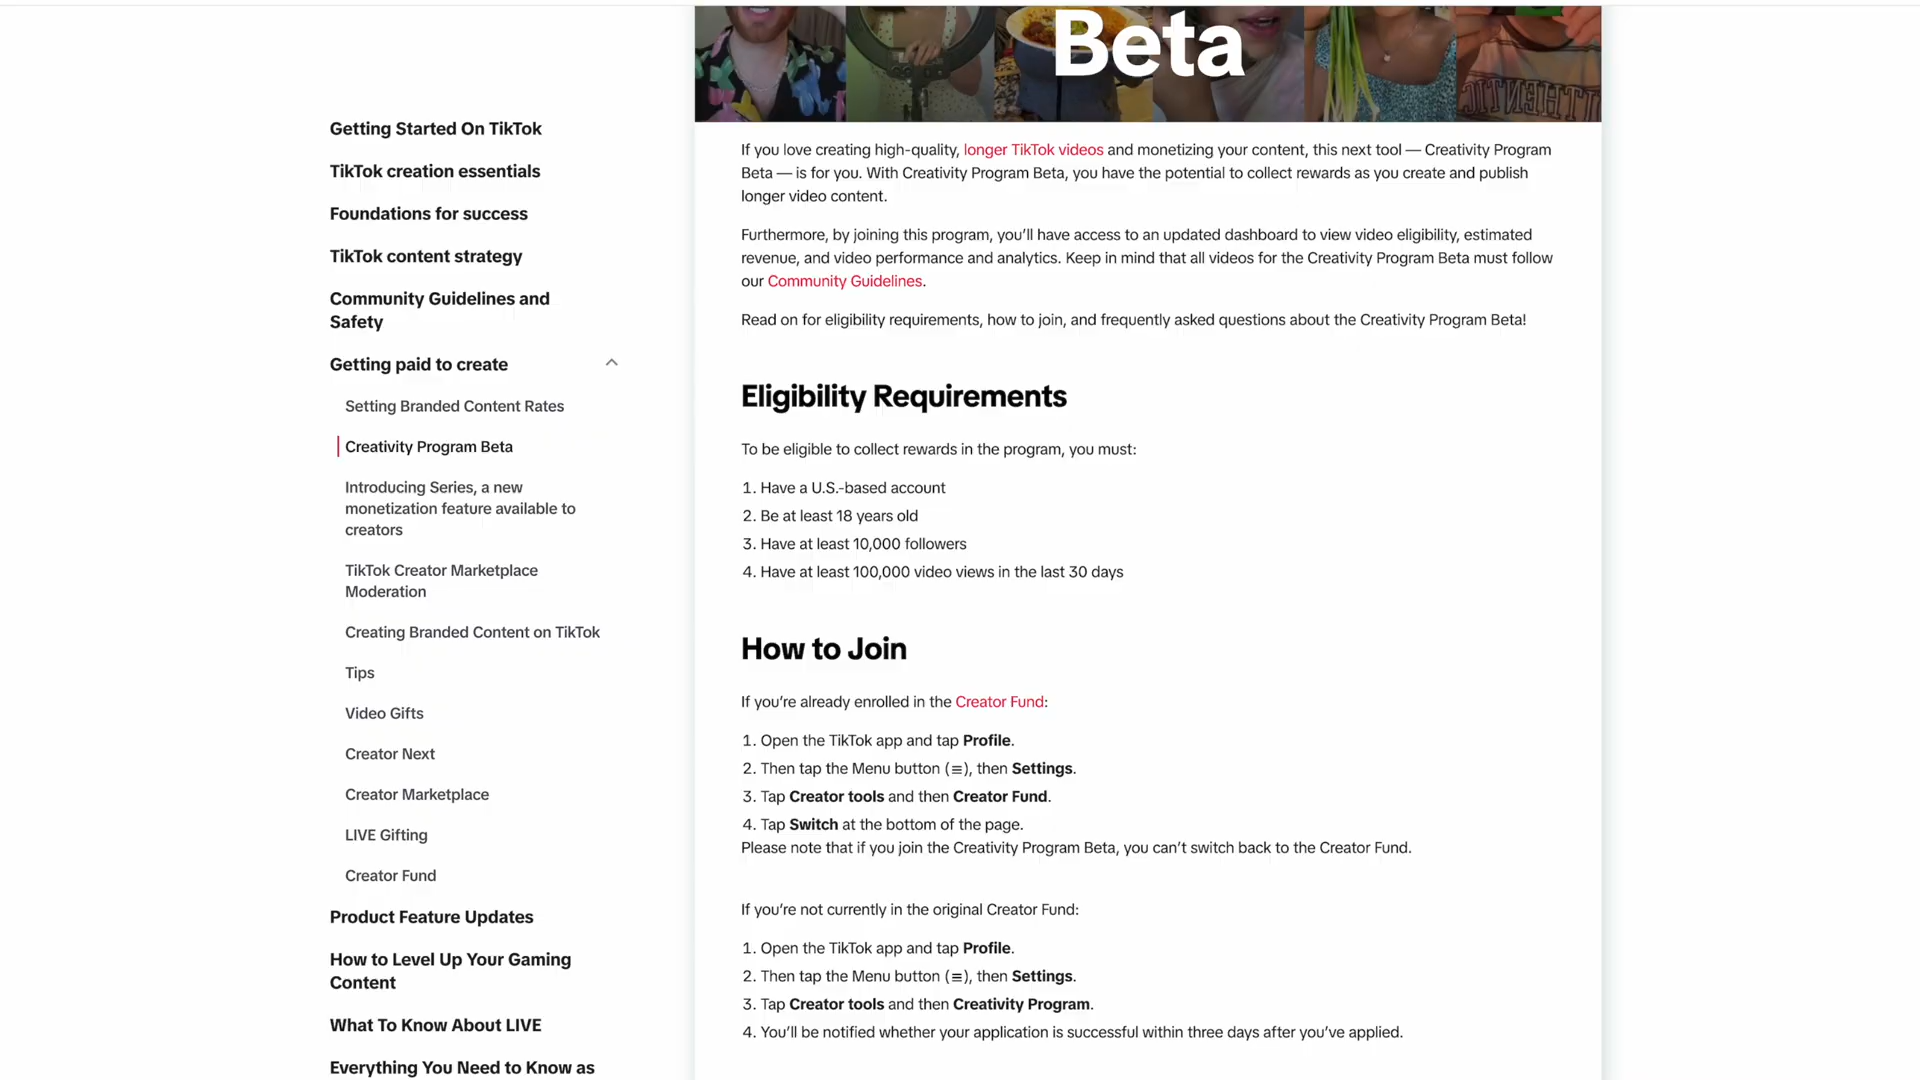 Beta
Getting Started On TikTok
TikTok creation essentials
Foundations for success
TikTok content strategy
Community Guidelines and
Safety
Getting paid to create
Setting Branded Content Rates
Creativity Program Beta
Introducing Series, a new
monetization feature available to
creators
TikTok Creator Marketplace
Moderation
Creating Branded Content on TikTok
Tips
Video Gifts
Creator Next
Creator Marketplace
LIVE Gifting
Creator Fund
Product Feature Updates
How to Level Up Your Gaming
Content
What To Know About LIVE
Everything You Need to Know as
If you love creating high-quality, longer TikTok videos and monetizing your content, this next tool — Creativity Program
Beta — is for you. With Creativity Program Beta, you have the potential to collect rewards as you create and publish
longer video content.
Furthermore, by joining this program, you’ll have access to an updated dashboard to view video eligibility, estimated
revenue, and video performance and analytics. Keep in mind that all videos for the Creativity Program Beta must follow
our Community Guidelines.
Read on for eligibility requirements, how to join, and frequently asked questions about the Creativity Program Beta!
Eligibility Requirements
To be eligible to collect rewards in the program, you must:
1. Have a U.S.-based account
2. Be at least 18 years old
3. Have at least 10,000 followers
4. Have at least 100,000 video views in the last 30 days
How to Join
If you’re already enrolled in the Creator Fund:
1. Open the TikTok app and tap Profile.
2. Then tap the Menu button (≡), then Settings.
3. Tap Creator tools and then Creator Fund.
4. Tap Switch at the bottom of the page.
Please note that if you join the Creativity Program Beta, you can’t switch back to the Creator Fund.
If you’re not currently in the original Creator Fund:
1. Open the TikTok app and tap Profile.
2. Then tap the Menu button (≡), then Settings.
3. Tap Creator tools and then Creativity Program.
4. You’ll be notified whether your application is successful within three days after you’ve applied.